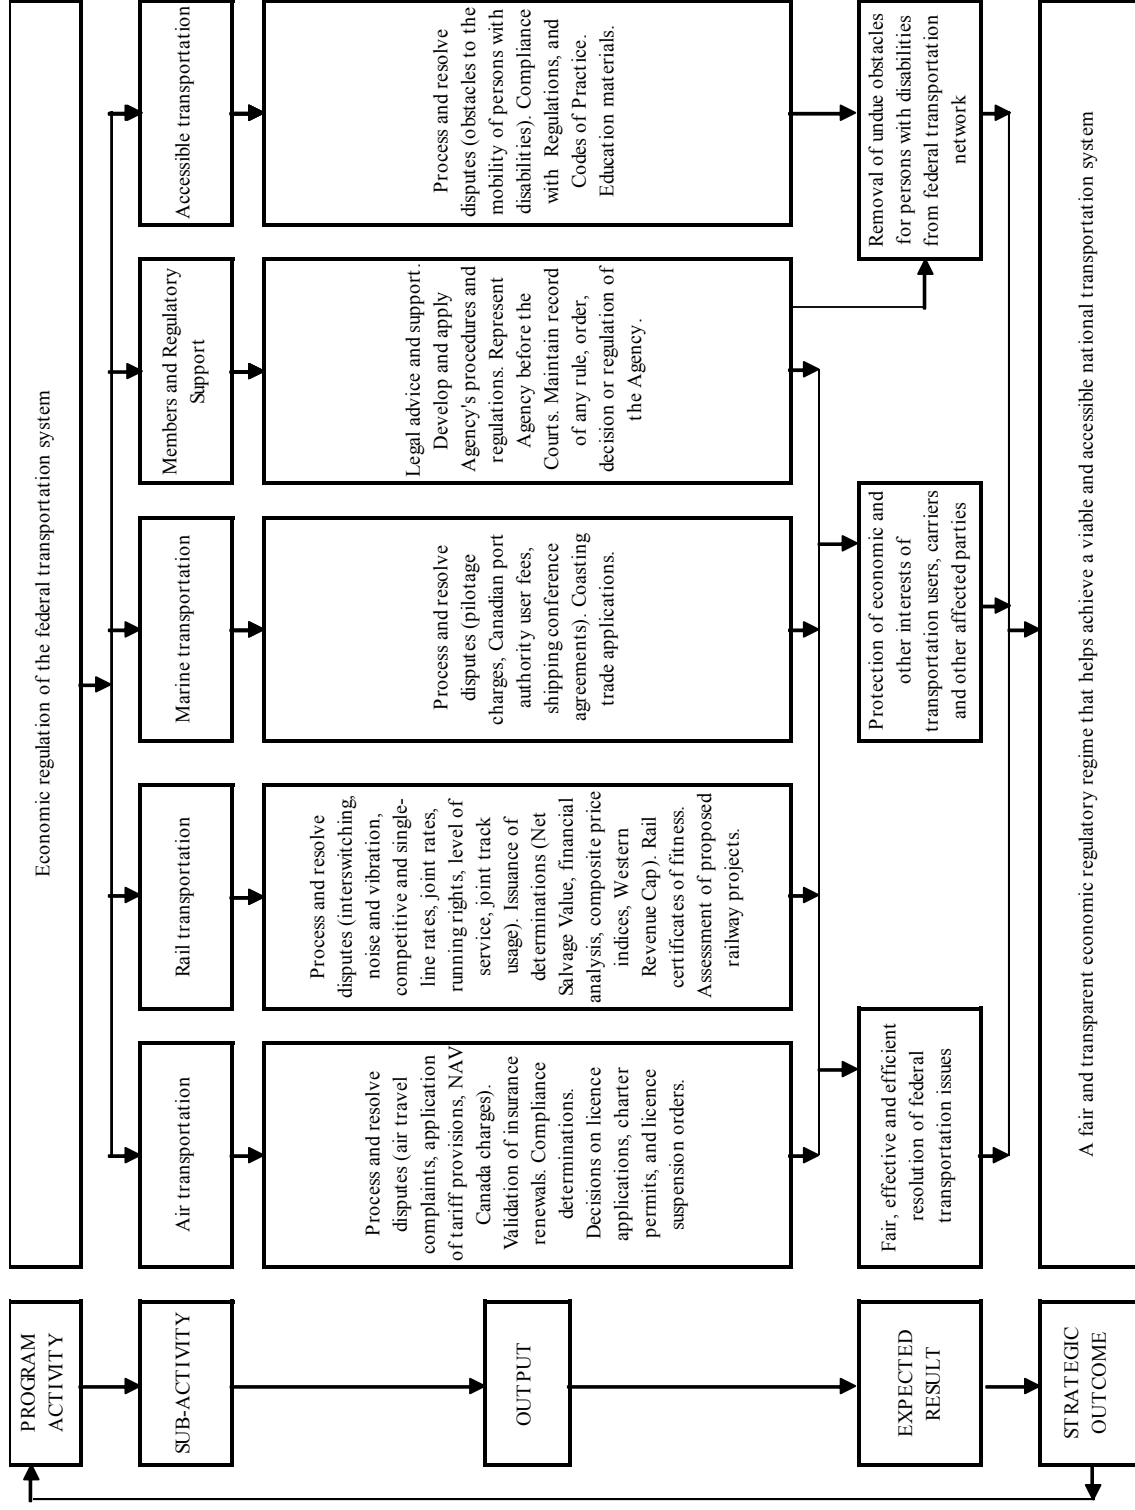 PROGRAM
ACTIVITY
Economic regulation of the federal transportation system
SUB-ACTIVITY
Air transportation
Rail transportation
Marine transportation
Members and Regulatory
Support
Accessible transportation
OUTPUT
Process and resolve
disputes (air travel
complaints, application
of tariff provisions, NAV
Canada charges).
Validation of insurance
renewals. Compliance
determinations.
Decisions on licence
applications, charter
permits, and licence
suspension orders.
Process and resolve
disputes (interswitching,
noise and vibration,
competitive and single-
line rates, joint rates,
running rights, level of
service, joint track
usage). Issuance of
determinations (Net
Salvage Value, financial
analysis, composite price
indices, Western
Revenue Cap). Rail
certificates of fitness.
Assessment of proposed
railway projects.
Process and resolve
disputes (pilotage
charges, Canadian port
authority user fees,
shipping conference
agreements). Coasting
trade applications.
Legal advice and support.
Develop and apply
Agency's procedures and
regulations. Represent
Agency before the
Courts. Maintain record
of any rule, order,
decision or regulation of
the Agency.
Process and resolve
disputes (obstacles to the
mobility of persons with
disabilities). Compliance
with Regulations, and
Codes of Practice.
Education materials.
EXPECTED
RESULT
Fair, effective and efficient
resolution of federal
transportation issues
Protection of economic and
other interests of
transportation users, carriers
and other affected parties
Removal of undue obstacles
for persons with disabilities
from federal transportation
network
STRATEGIC
OUTCOME
A fair and transparent economic regulatory regime that helps achieve a viable and accessible national transportation system